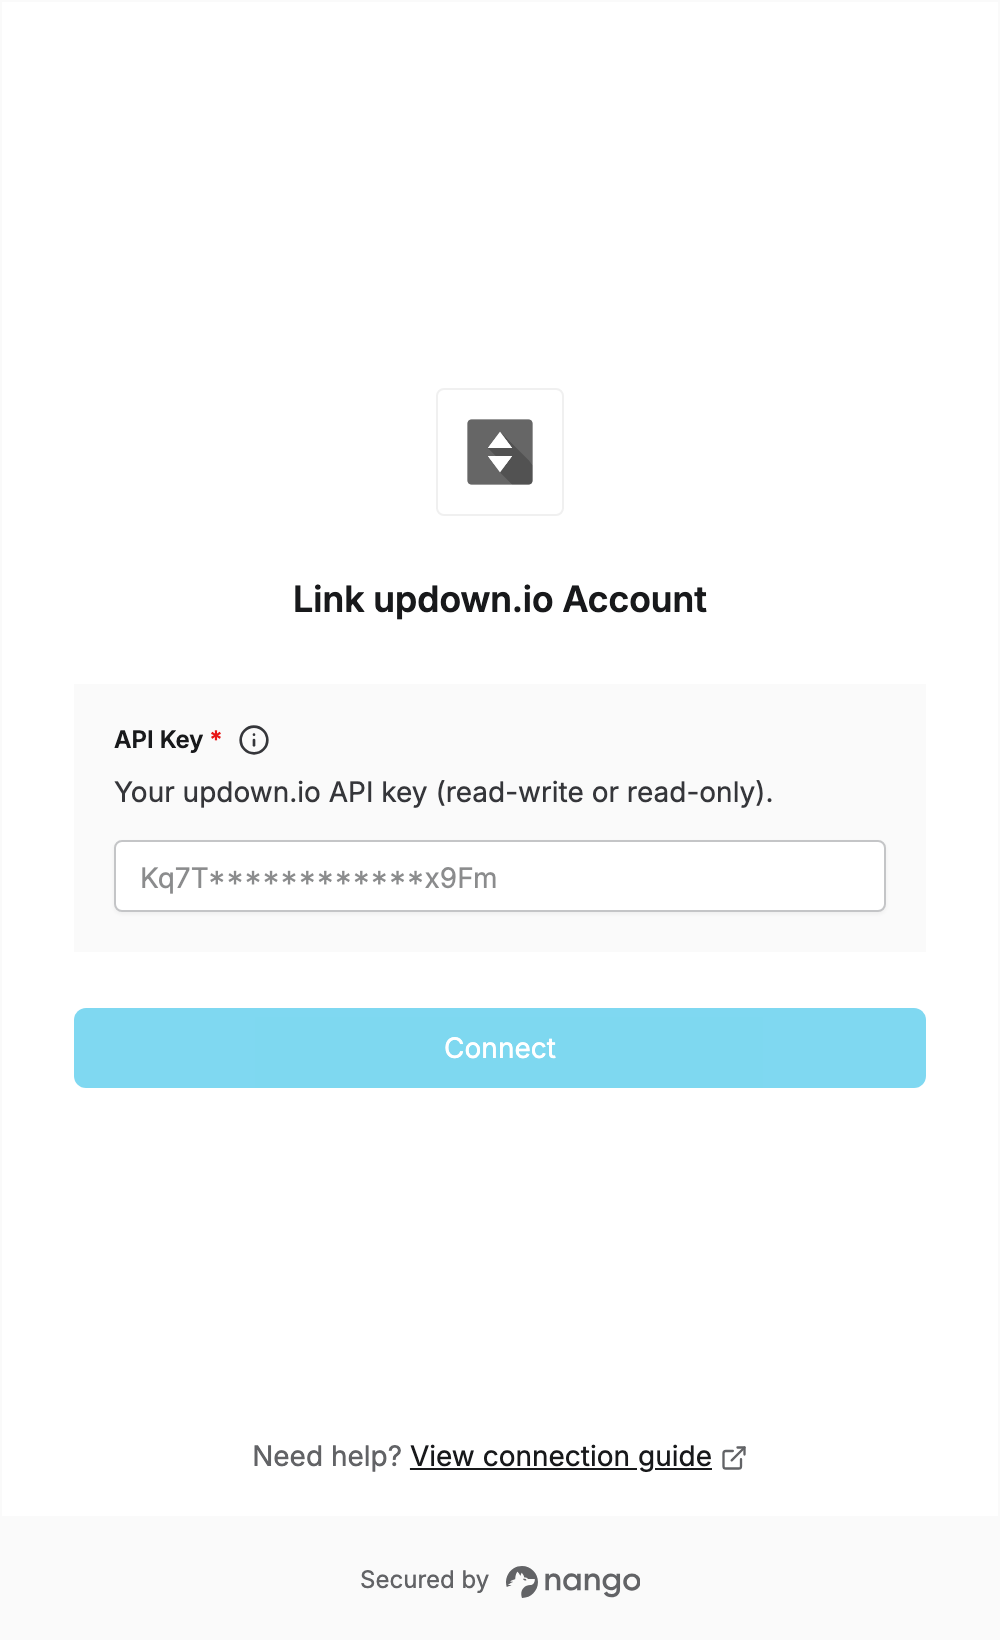 Link updown.io Account
API Key *
Your updown.io API key (read-write or read-only).
Kq7T************x9Fm
Connect
Need help? View connection guide
Secured by nango